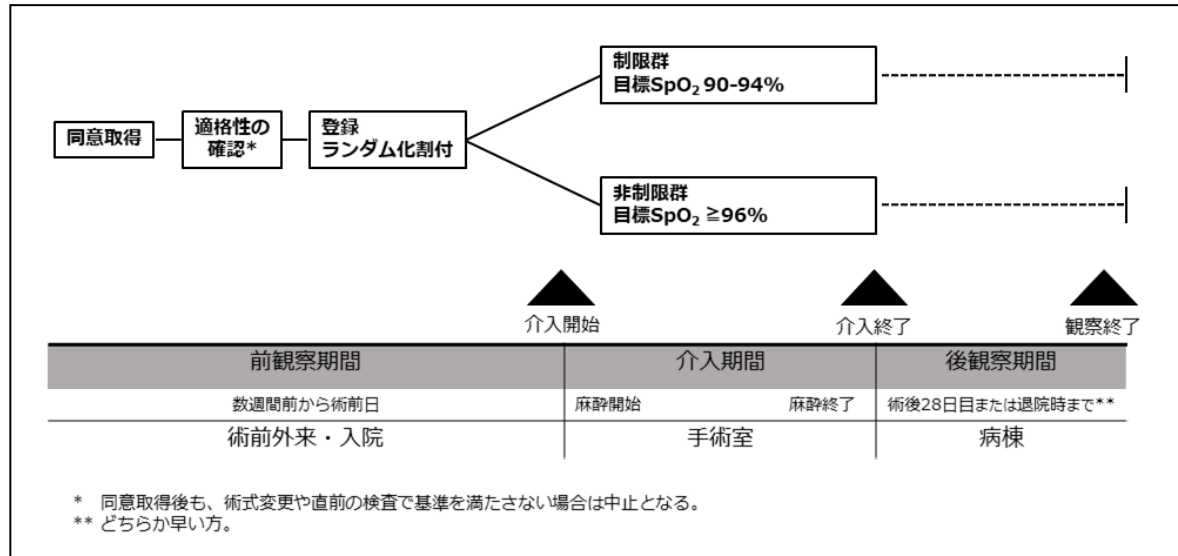 制限群
目標SpO₂ 90-94%
同意取得
適格性の
確認*
登録
ランダム化割付
非制限群
目標SpO₂ ≧96%
介入開始
介入終了
観察終了
前観察期間
介入期間
後観察期間
数週間前から術前日
麻酔開始
麻酔終了
術後28日目または退院時まで**
術前外来・入院
手術室
病棟
* 同意取得後も、術式変更や直前の検査で基準を満たさない場合は中止となる。
** どちらか早い方。